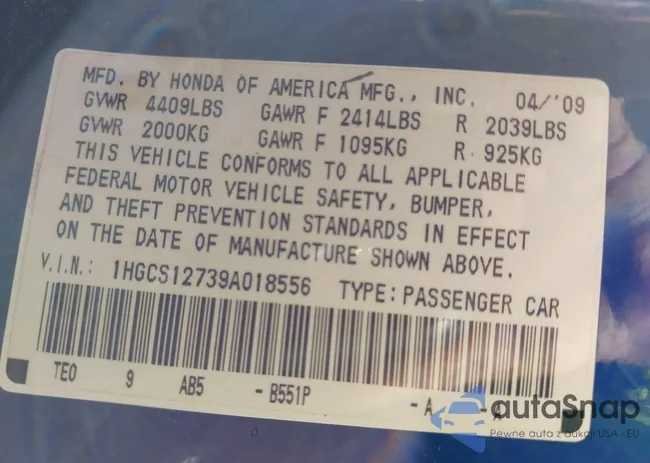 MFD. BY HONDA OF AMERICA MFG., INC. 04/'09
GVWR 4409LBS GAWR F 2414LBS R 2039LBS
GVWR 2000KG GAWR F 1095KG R 925KG
THIS VEHICLE CONFORMS TO ALL APPLICABLE
FEDERAL MOTOR VEHICLE SAFETY, BUMPER,
AND THEFT PREVENTION STANDARDS IN EFFECT
ON THE DATE OF MANUFACTURE SHOWN ABOVE.
V.I.N.: 1HGCS12739A018556 TYPE: PASSENGER CAR
TE0 9 AB5 - B551P - A
autaSnap
Pewne auta z aukcji USA i EU